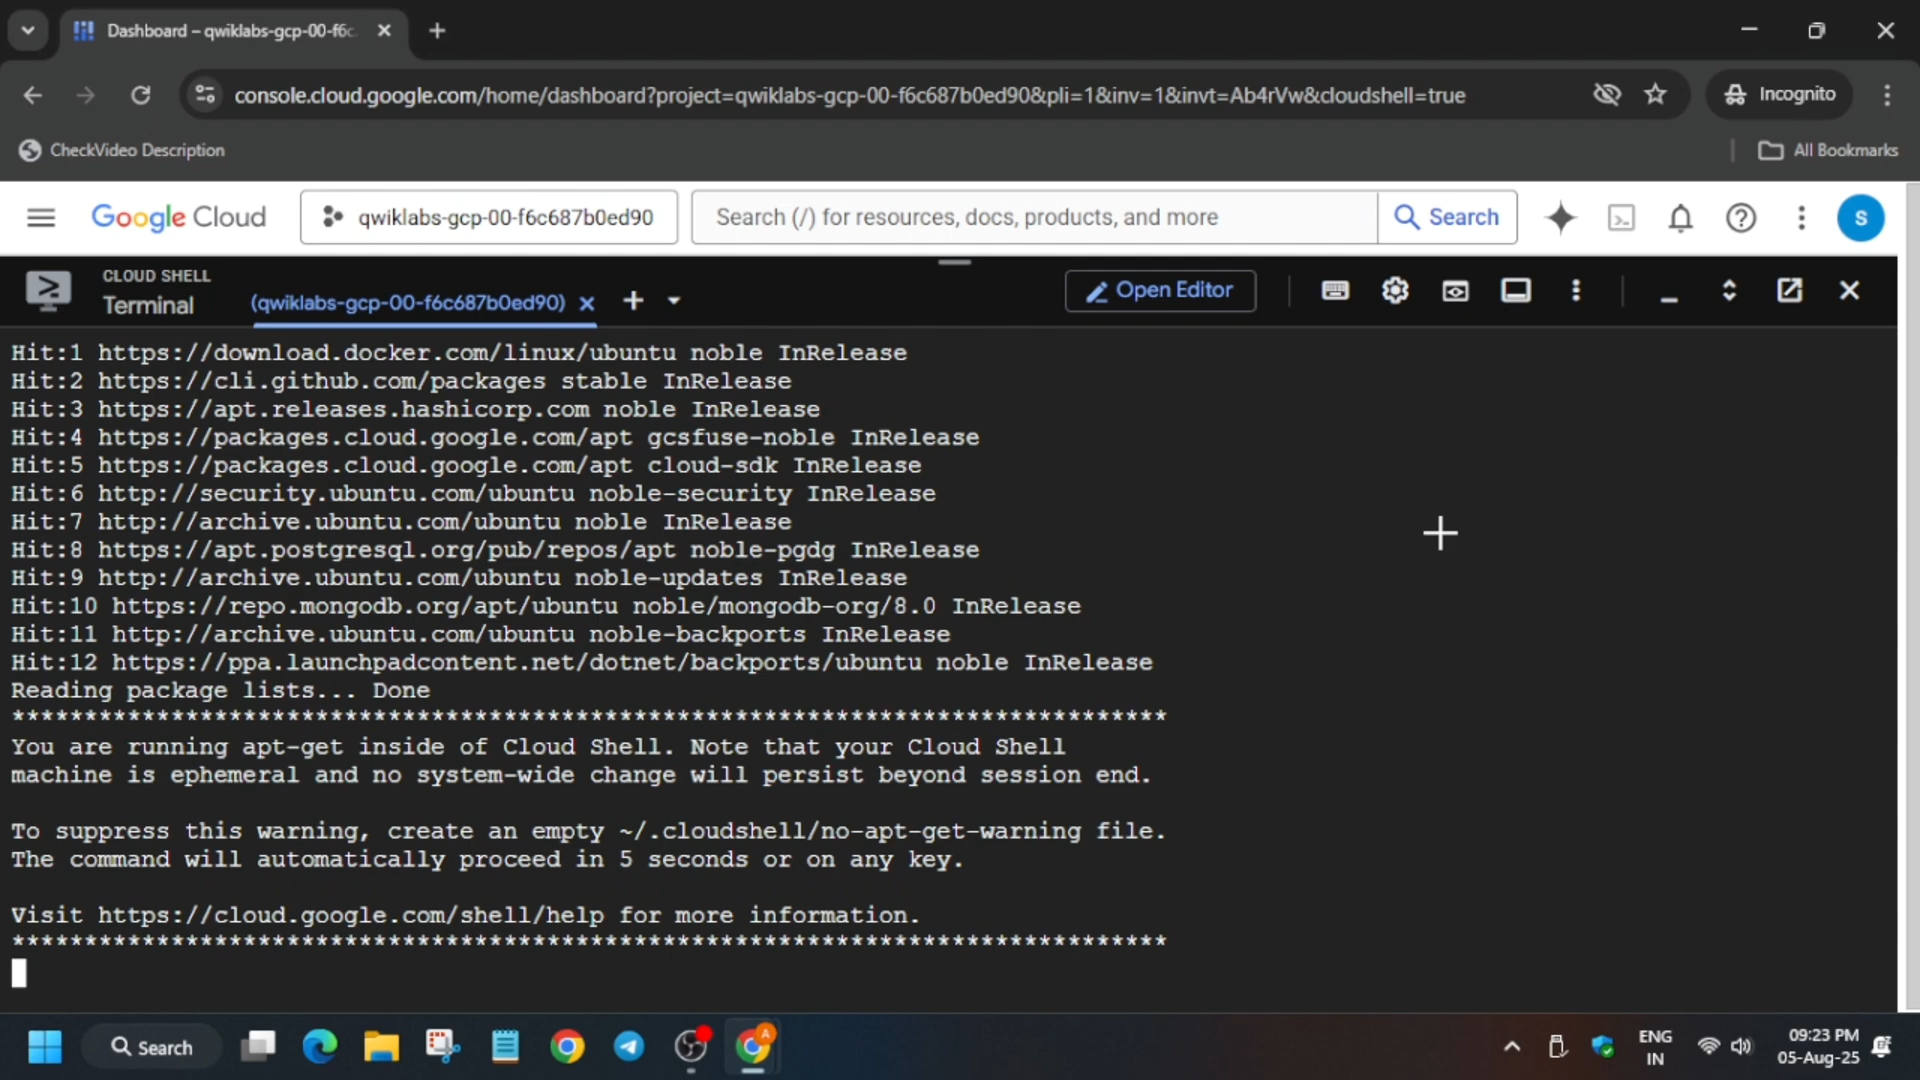 Dashboard – qwiklabs-gcp-00-f6c
console.cloud.google.com/home/dashboard?project=qwiklabs-gcp-00-f6c687b0ed90&pli=1&inv=1&invt=Ab4rVw&cloudshell=true
Incognito
CheckVideo Description
All Bookmarks
Google Cloud
qwiklabs-gcp-00-f6c687b0ed90
Search (/) for resources, docs, products, and more
Search
S
CLOUD SHELL
Terminal
(qwiklabs-gcp-00-f6c687b0ed90)
Open Editor
Hit:1 https://download.docker.com/linux/ubuntu noble InRelease
Hit:2 https://cli.github.com/packages stable InRelease
Hit:3 https://apt.releases.hashicorp.com noble InRelease
Hit:4 https://packages.cloud.google.com/apt gcsfuse-noble InRelease
Hit:5 https://packages.cloud.google.com/apt cloud-sdk InRelease
Hit:6 http://security.ubuntu.com/ubuntu noble-security InRelease
Hit:7 http://archive.ubuntu.com/ubuntu noble InRelease
Hit:8 https://apt.postgresql.org/pub/repos/apt noble-pgdg InRelease
Hit:9 http://archive.ubuntu.com/ubuntu noble-updates InRelease
Hit:10 https://repo.mongodb.org/apt/ubuntu noble/mongodb-org/8.0 InRelease
Hit:11 http://archive.ubuntu.com/ubuntu noble-backports InRelease
Hit:12 https://ppa.launchpadcontent.net/dotnet/backports/ubuntu noble InRelease
Reading package lists... Done
********************************************************************************
You are running apt-get inside of Cloud Shell. Note that your Cloud Shell
machine is ephemeral and no system-wide change will persist beyond session end.
To suppress this warning, create an empty ~/.cloudshell/no-apt-get-warning file.
The command will automatically proceed in 5 seconds or on any key.
Visit https://cloud.google.com/shell/help for more information.
********************************************************************************
Search
A
ENG
IN
09:23 PM
05-Aug-25